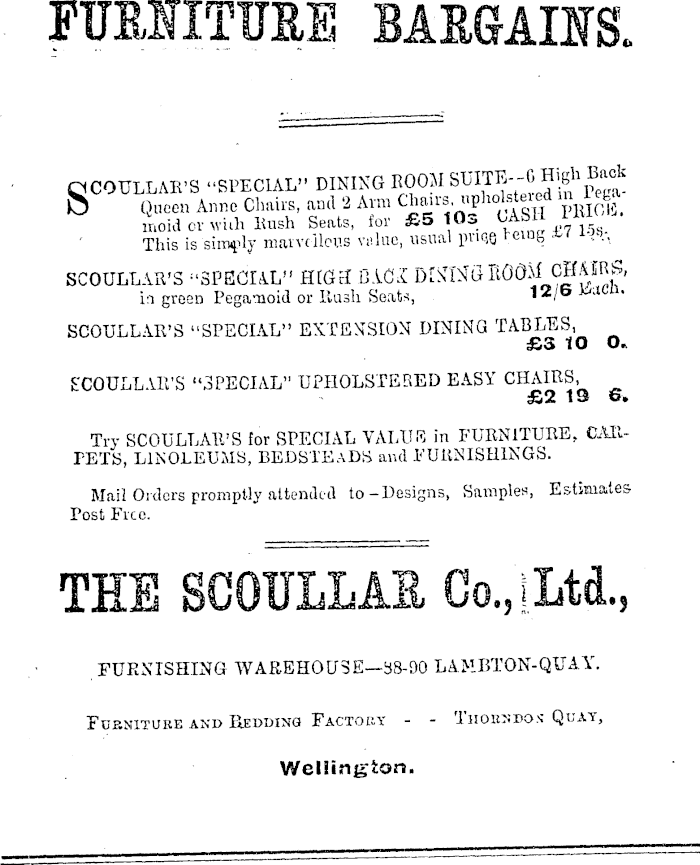 FURNITURE BARGAINS.
SCOULLAR'S "SPECIAL" DINING ROOM SUITE--6 High Back
Queen Anne Chairs, and 2 Arm Chairs, upholstered in Pega-
moid or with Rush Seats, for £5 10s CASH PRICE.
This is simply marvellous value, usual price being £7 15s.
SCOULLAR'S "SPECIAL" HIGH BACK DINING ROOM CHAIRS,
in green Pegamoid or Rush Seats, 12/6 Each.
SCOULLAR'S "SPECIAL" EXTENSION DINING TABLES,
£3 10 0.
SCOULLAR'S "SPECIAL" UPHOLSTERED EASY CHAIRS,
£2 19 6.
Try SCOULLAR'S for SPECIAL VALUE in FURNITURE, CAR-
PETS, LINOLEUMS, BEDSTEADS and FURNISHINGS.
Mail Orders promptly attended to – Designs, Samples, Estimates
Post Free.
THE SCOULLAR Co., Ltd.,
FURNISHING WAREHOUSE—88-90 LAMBTON-QUAY.
FURNITURE AND BEDDING FACTORY - - THORNDON QUAY,
Wellington.